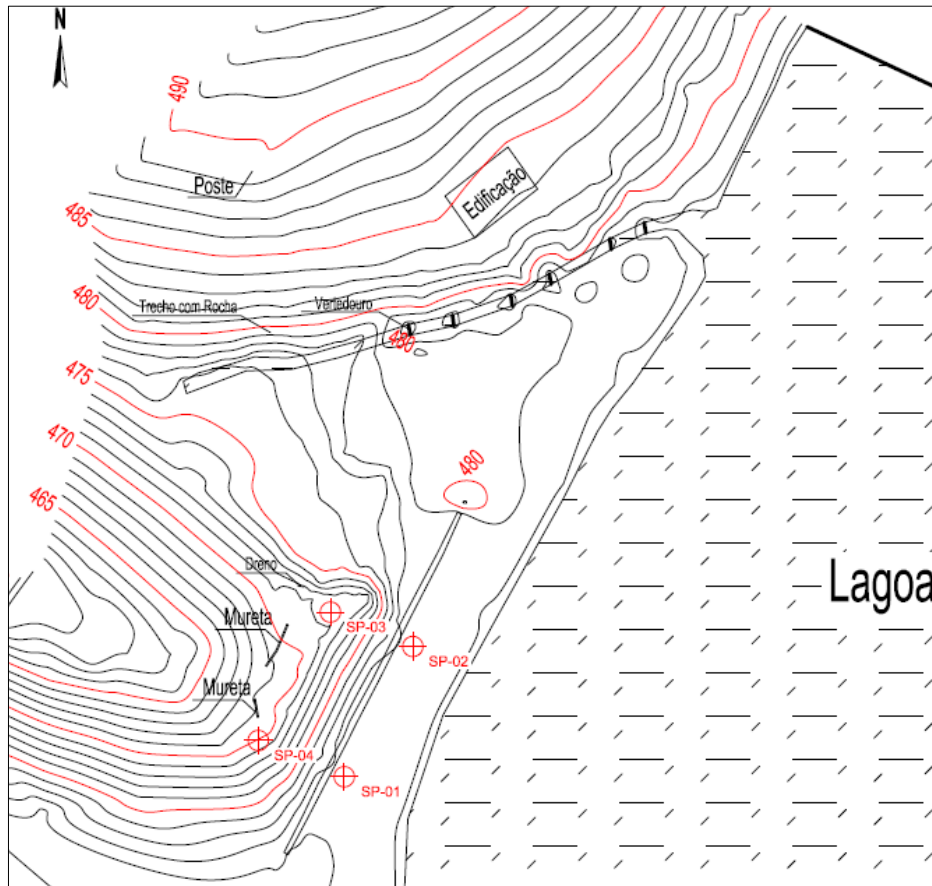 N
490
Poste
Edificação
485
480
Trecho com Rocha
Vertedouro
480
475
470
480
465
Dreno
Lagoa
Mureta
SP-03
SP-02
Mureta
SP-04
SP-01